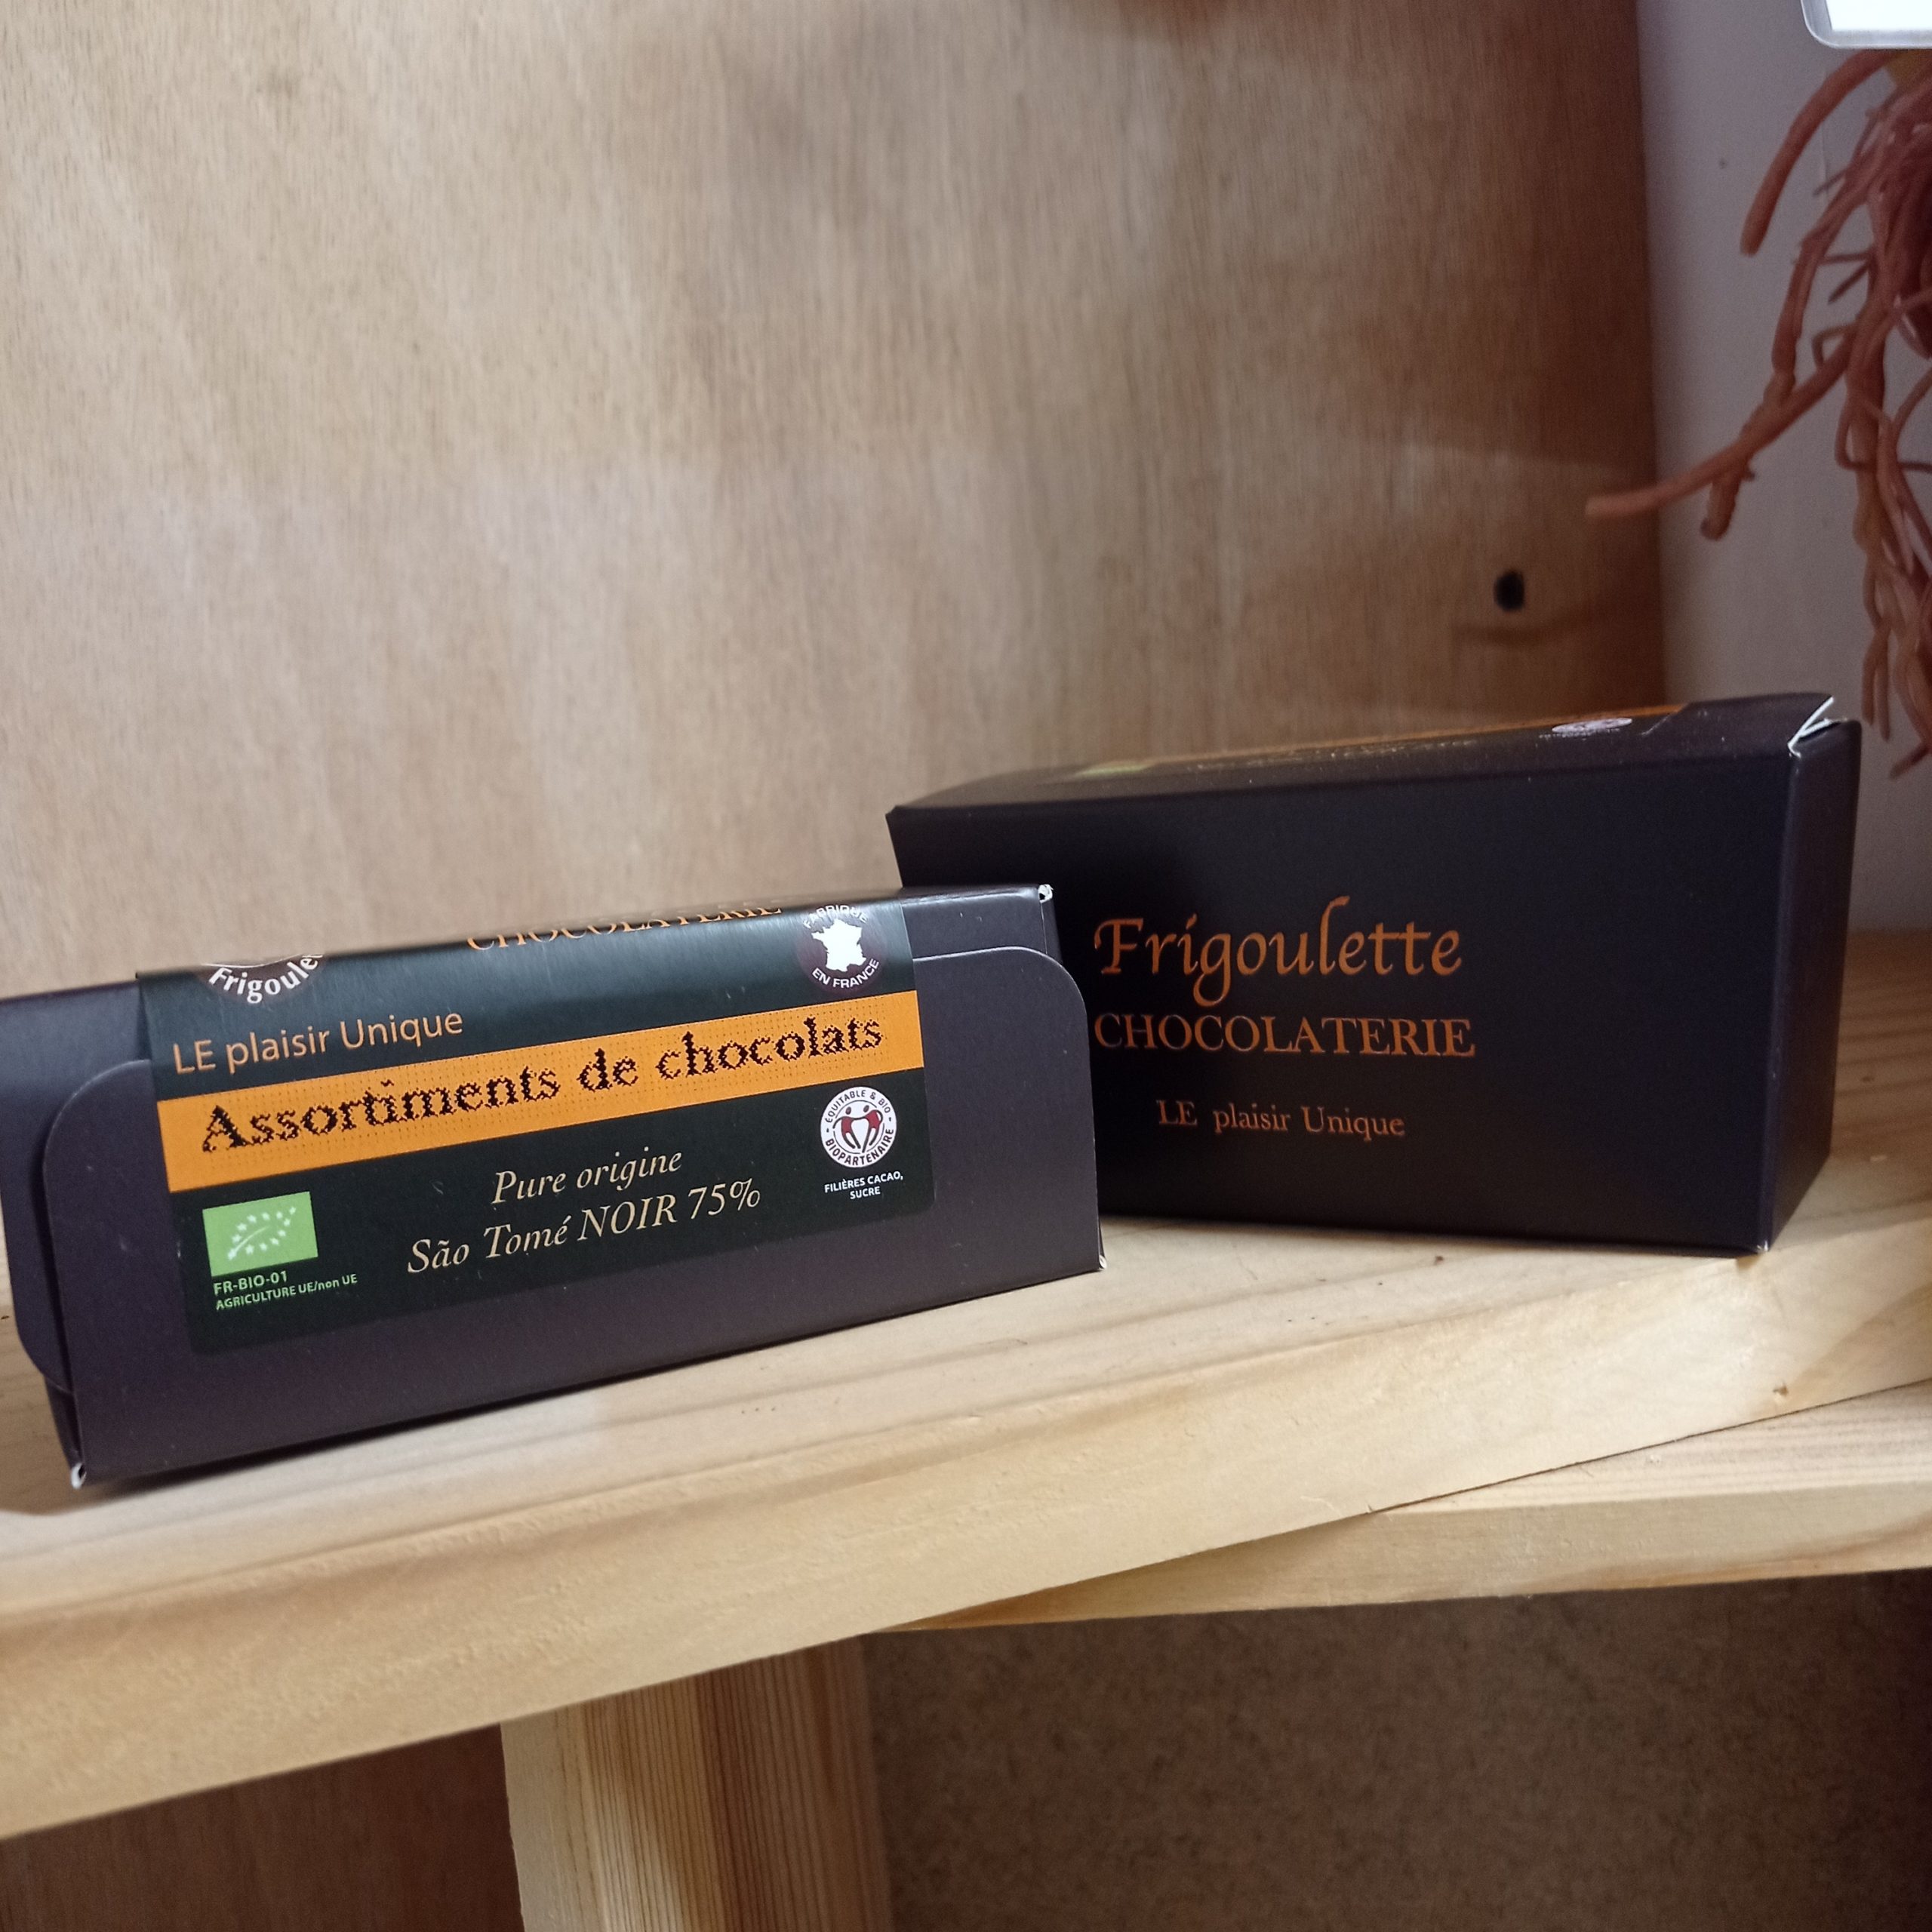 Frigoule
CHOCOLATERIE
FABRIQUÉ
EN FRANCE
LE plaisir Unique
Assortiments de chocolats
ÉQUITABLE & BIO
BIOPARTENAIRE
FILIÈRES CACAO,
SUCRE
Pure origine
São Tomé NOIR 75%
FR-BIO-01
AGRICULTURE UE/non UE
Frigoulette
CHOCOLATERIE
LE plaisir Unique